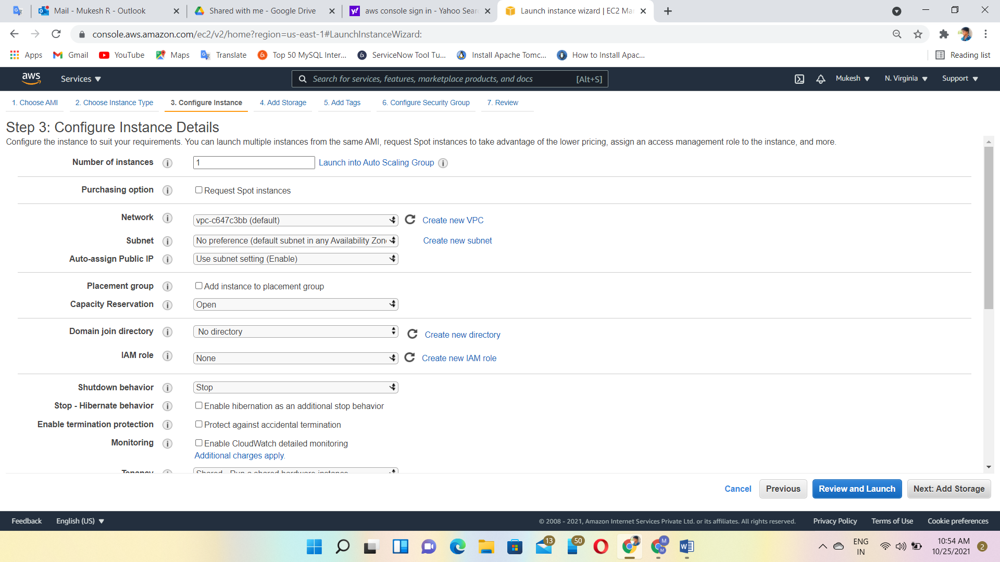 Mail - Mukesh R - Outlook
Shared with me - Google Drive
aws console sign in - Yahoo Sear
Launch instance wizard | EC2 Mar
console.aws.amazon.com/ec2/v2/home?region=us-east-1#LaunchInstanceWizard:
Apps
Gmail
YouTube
Maps
Translate
Top 50 MySQL Inter...
ServiceNow Tool Tu...
Install Apache Tomc...
How to Install Apac...
Reading list
aws
Services
Search for services, features, marketplace products, and docs
[Alt+S]
Mukesh
N. Virginia
Support
1. Choose AMI
2. Choose Instance Type
3. Configure Instance
4. Add Storage
5. Add Tags
6. Configure Security Group
7. Review
Step 3: Configure Instance Details
Configure the instance to suit your requirements. You can launch multiple instances from the same AMI, request Spot instances to take advantage of the lower pricing, assign an access management role to the instance, and more.
Number of instances
1
Launch into Auto Scaling Group
Purchasing option
Request Spot instances
Network
vpc-c647c3bb (default)
Create new VPC
Subnet
No preference (default subnet in any Availability Zon
Create new subnet
Auto-assign Public IP
Use subnet setting (Enable)
Placement group
Add instance to placement group
Capacity Reservation
Open
Domain join directory
No directory
Create new directory
IAM role
None
Create new IAM role
Shutdown behavior
Stop
Stop - Hibernate behavior
Enable hibernation as an additional stop behavior
Enable termination protection
Protect against accidental termination
Monitoring
Enable CloudWatch detailed monitoring
Additional charges apply.
Tenancy
Shared - Run a shared hardware instance
Cancel
Previous
Review and Launch
Next: Add Storage
Feedback
English (US)
© 2008 - 2021, Amazon Internet Services Private Ltd. or its affiliates. All rights reserved.
Privacy Policy
Terms of Use
Cookie preferences
13
50
M
M
ENG
IN
10:54 AM
10/25/2021
2